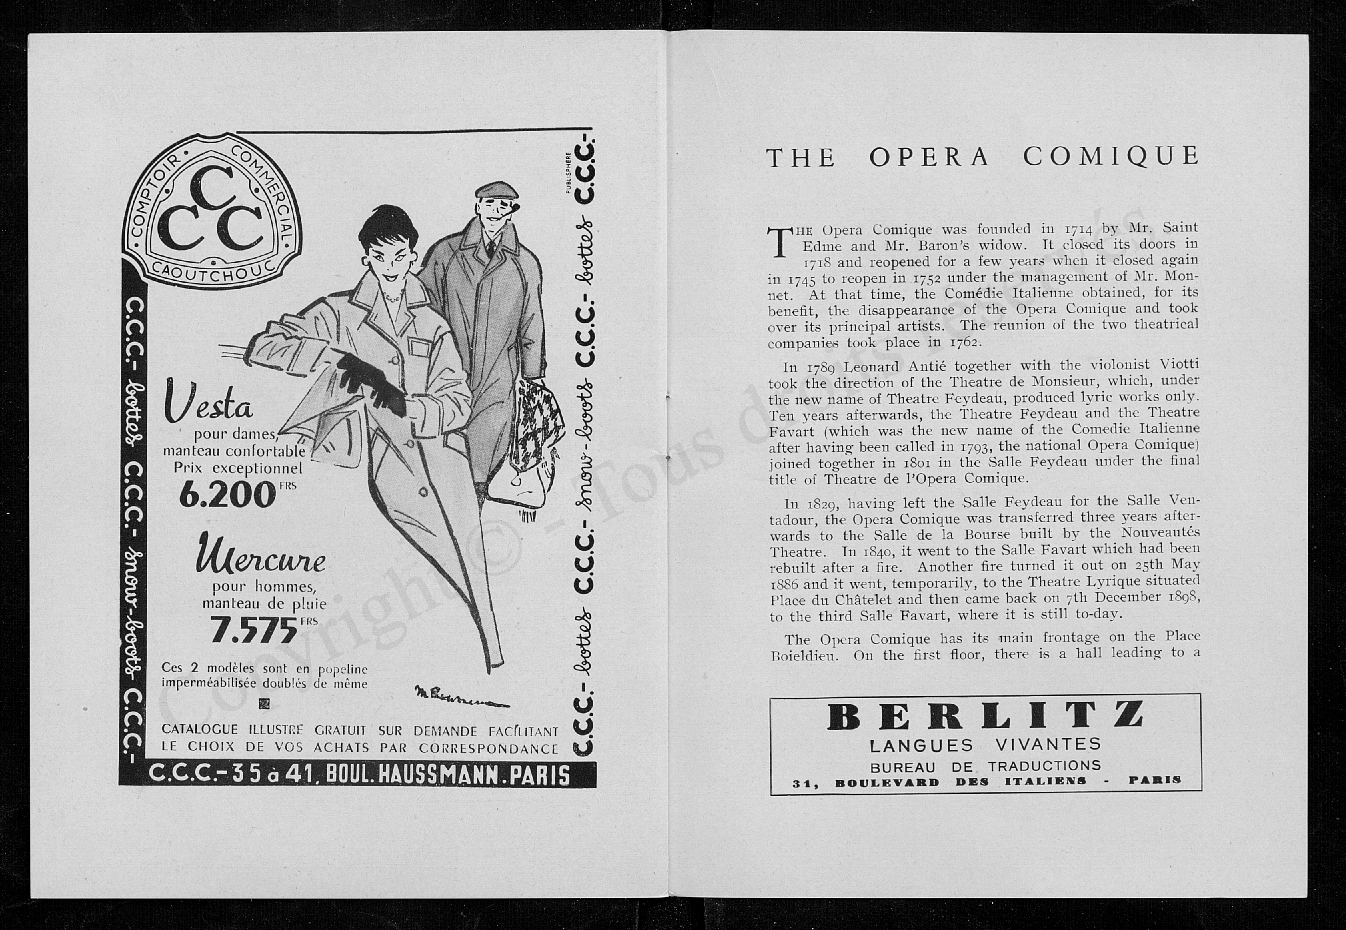 COMPTOIR COMMERCIAL CAOUTCHOUC
C C C
C.C.C.- bottes C.C.C.- snow-boots C.C.C.-
PUBLISPHERE
C.C.C.- bottes C.C.C.- snow-boots C.C.C.- bottes C.C.C.-
Vesta
pour dames,
manteau confortable
Prix exceptionnel
6.200 FRS
Mercure
pour hommes,
manteau de pluie
7.575 FRS
Ces 2 modèles sont en popeline
imperméabilisée doublés de même
CATALOGUE ILLUSTRÉ GRATUIT SUR DEMANDE FACILITANT
LE CHOIX DE VOS ACHATS PAR CORRESPONDANCE
C.C.C.-35 à 41, BOUL. HAUSSMANN. PARIS
THE OPERA COMIQUE
THE Opera Comique was founded in 1714 by Mr. Saint
Edme and Mr. Baron's widow. It closed its doors in
1718 and reopened for a few years when it closed again
in 1745 to reopen in 1752 under the management of Mr. Mon-
net. At that time, the Comédie Italienne obtained, for its
benefit, the disappearance of the Opera Comique and took
over its principal artists. The reunion of the two theatrical
companies took place in 1762.
In 1789 Leonard Antié together with the violonist Viotti
took the direction of the Theatre de Monsieur, which, under
the new name of Theatre Feydeau, produced lyric works only.
Ten years afterwards, the Theatre Feydeau and the Theatre
Favart (which was the new name of the Comedie Italienne
after having been called in 1793, the national Opera Comique)
joined together in 1801 in the Salle Feydeau under the final
title of Theatre de l'Opera Comique.
In 1829, having left the Salle Feydeau for the Salle Ven-
tadour, the Opera Comique was transferred three years after-
wards to the Salle de la Bourse built by the Nouveautés
Theatre. In 1840, it went to the Salle Favart which had been
rebuilt after a fire. Another fire turned it out on 25th May
1886 and it went, temporarily, to the Theatre Lyrique situated
Place du Châtelet and then came back on 7th December 1898,
to the third Salle Favart, where it is still to-day.
The Opera Comique has its main frontage on the Place
Boieldieu. On the first floor, there is a hall leading to a
BERLITZ
LANGUES VIVANTES
BUREAU DE TRADUCTIONS
31, BOULEVARD DES ITALIENS - PARIS
Copyright © - Tous droits réservés